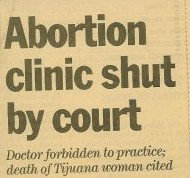 Abortion
clinic shut
by court
Doctor forbidden to practice;
death of Tijuana woman cited